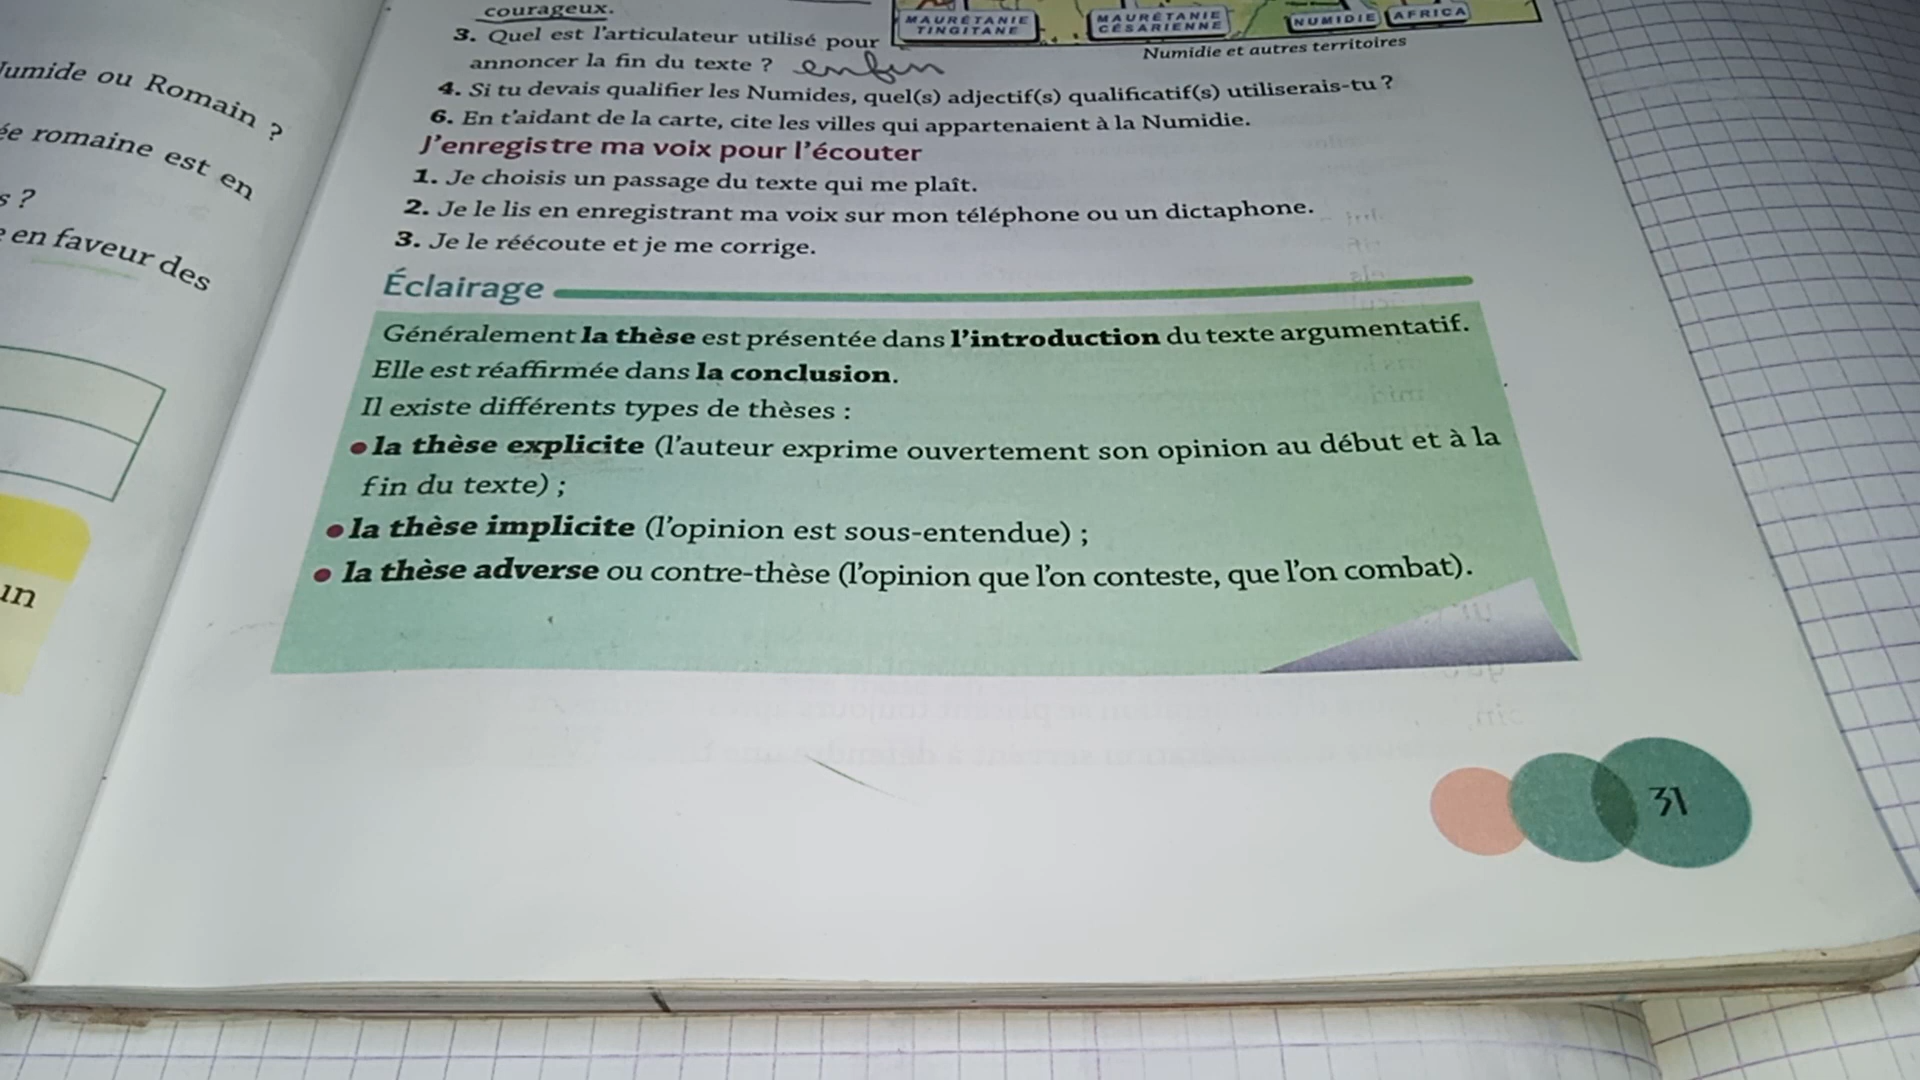 courageux.
MAURÉTANIE TINGITANE
MAURÉTANIE CÉSARIENNE
NUMIDIE
AFRICA
Numidie et autres territoires
3. Quel est l'articulateur utilisé pour
annoncer la fin du texte ? enfin
4. Si tu devais qualifier les Numides, quel(s) adjectif(s) qualificatif(s) utiliserais-tu ?
6. En t'aidant de la carte, cite les villes qui appartenaient à la Numidie.
J'enregistre ma voix pour l'écouter
1. Je choisis un passage du texte qui me plaît.
2. Je le lis en enregistrant ma voix sur mon téléphone ou un dictaphone.
3. Je le réécoute et je me corrige.
Éclairage
Généralement la thèse est présentée dans l'introduction du texte argumentatif.
Elle est réaffirmée dans la conclusion.
Il existe différents types de thèses :
• la thèse explicite (l'auteur exprime ouvertement son opinion au début et à la
fin du texte) ;
• la thèse implicite (l'opinion est sous-entendue) ;
• la thèse adverse ou contre-thèse (l'opinion que l'on conteste, que l'on combat).
31
ou Romain ?
romaine est en
?
en faveur des